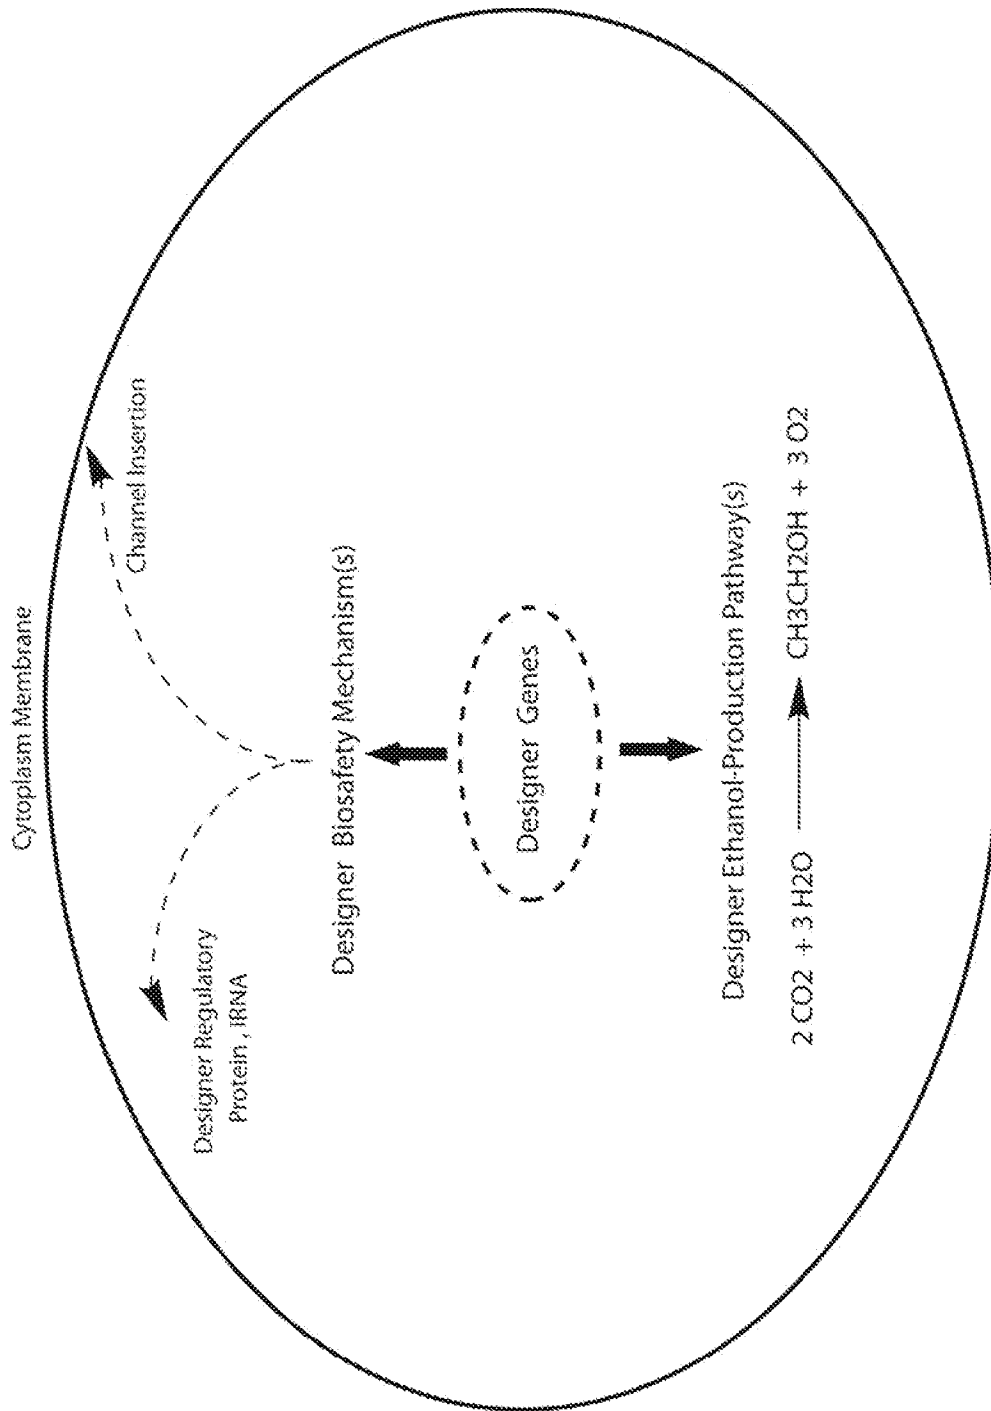 Cytoplasm Membrane
Channel Insertion
Designer Regulatory
Protein , iRNA
Designer Biosafety Mechanism(s)
Designer Genes
Designer Ethanol-Production Pathway(s)
2 CO2 + 3 H2O CH3CH2OH + 3 O2